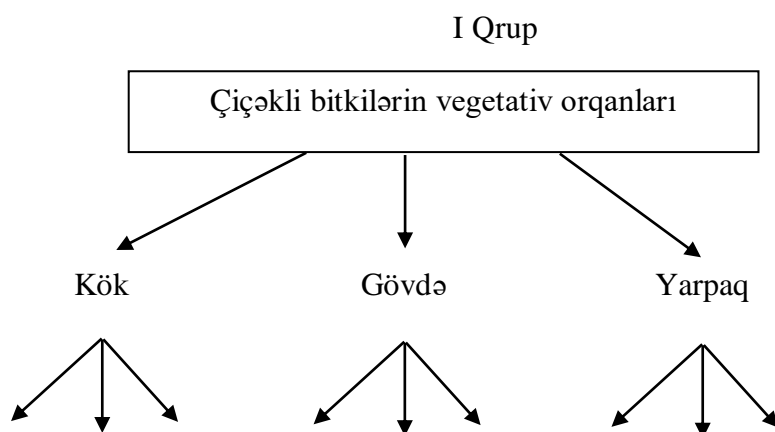 I Qrup
Çiçəkli bitkilərin vegetativ orqanları
Kök Gövdə Yarpaq